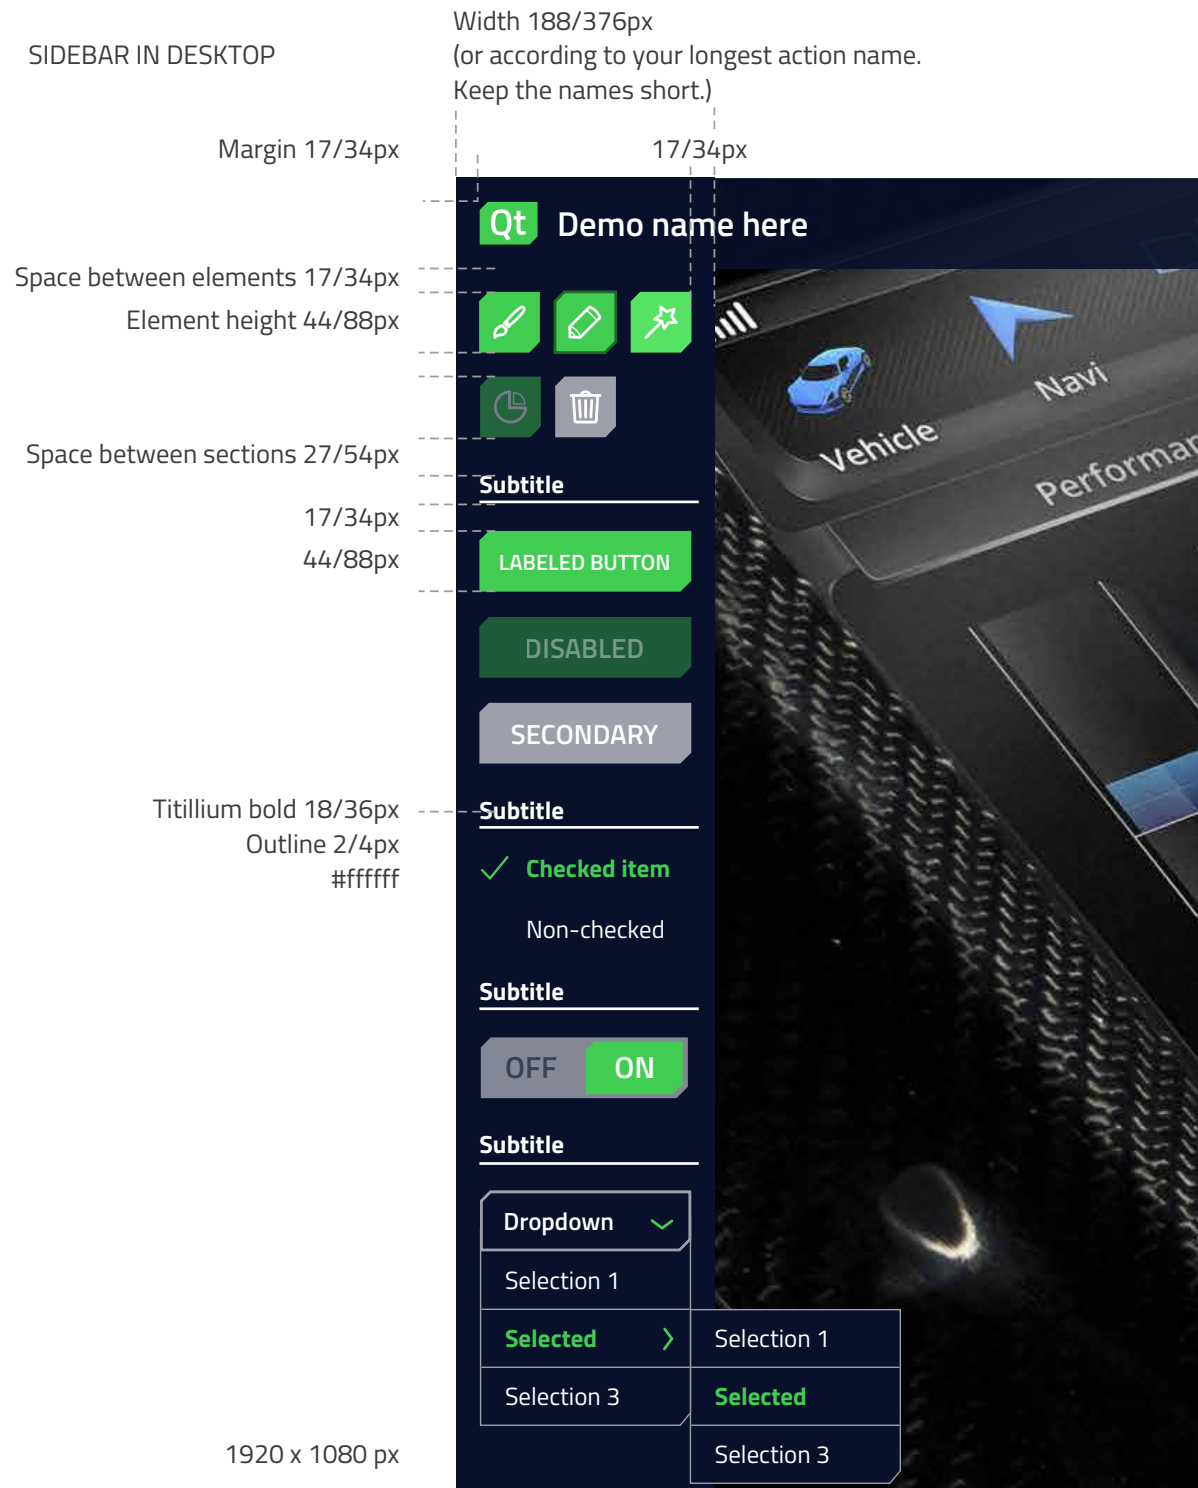 Width 188/376px
SIDEBAR IN DESKTOP
(or according to your longest action name.
Keep the names short.)
Margin 17/34px
17/34px
Qt Demo name here
Space between elements 17/34px
Element height 44/88px
Navi
Vehicle
Performan
Space between sections 27/54px
Subtitle
17/34px
44/88px
LABELED BUTTON
DISABLED
SECONDARY
Titillium bold 18/36px
Outline 2/4px
#ffffff
Subtitle
Checked item
Non-checked
Subtitle
OFF ON
Subtitle
Dropdown
Selection 1
Selected
Selection 3
Selection 1
Selected
Selection 3
1920 x 1080 px